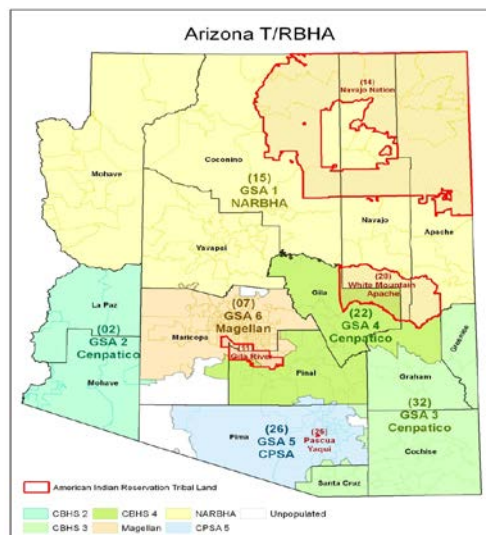 Arizona T/RBHA
(14)
Navajo Nation
Mohave
Coconino
(15)
GSA 1
NARBHA
Navajo
Apache
Yavapai
(20)
White Mountain
Apache
La Paz
Gila
(07)
GSA 6
Magellan
(22)
GSA 4
Cenpatico
(02)
GSA 2
Cenpatico
Maricopa
(11)
Gila River
Greenlee
Mohave
Pinal
Graham
(32)
GSA 3
Cenpatico
Pima
(26)
GSA 5
CPSA
(25)
Pascua
Yaqui
Cochise
Santa Cruz
American Indian Reservation Tribal Land
CBHS 2 CBHS 4 NARBHA Unpopulated
CBHS 3 Magellan CPSA 5